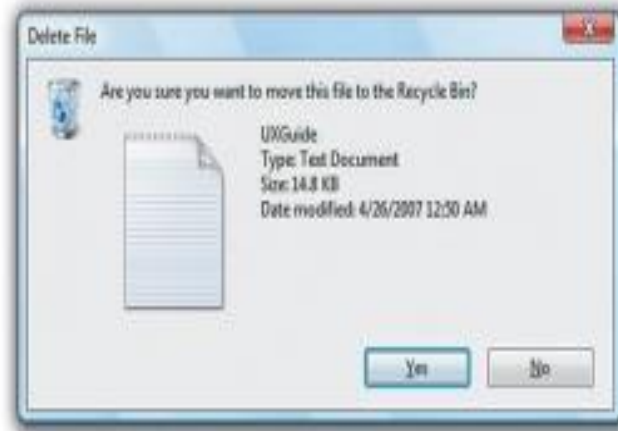 Delete File
Are you sure you want to move this file to the Recycle Bin?
UXGuide
Type: Text Document
Size: 14.8 KB
Date modified: 4/26/2007 12:50 AM
Yes
No